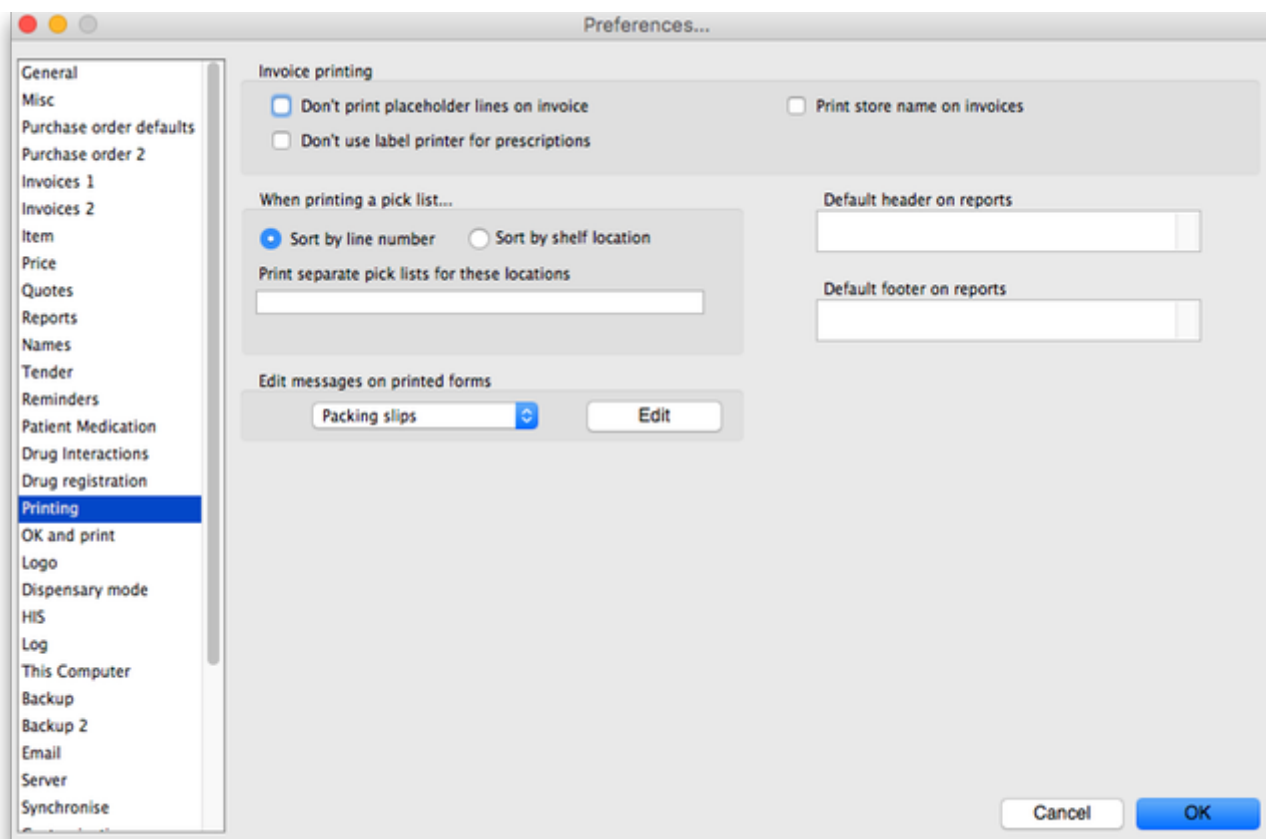 Preferences...
General
Misc
Purchase order defaults
Purchase order 2
Invoices 1
Invoices 2
Item
Price
Quotes
Reports
Names
Tender
Reminders
Patient Medication
Drug Interactions
Drug registration
Printing
OK and print
Logo
Dispensary mode
HIS
Log
This Computer
Backup
Backup 2
Email
Server
Synchronise
Invoice printing
Don't print placeholder lines on invoice
Print store name on invoices
Don't use label printer for prescriptions
When printing a pick list...
Sort by line number
Sort by shelf location
Print separate pick lists for these locations
Default header on reports
Default footer on reports
Edit messages on printed forms
Packing slips
Edit
Cancel
OK